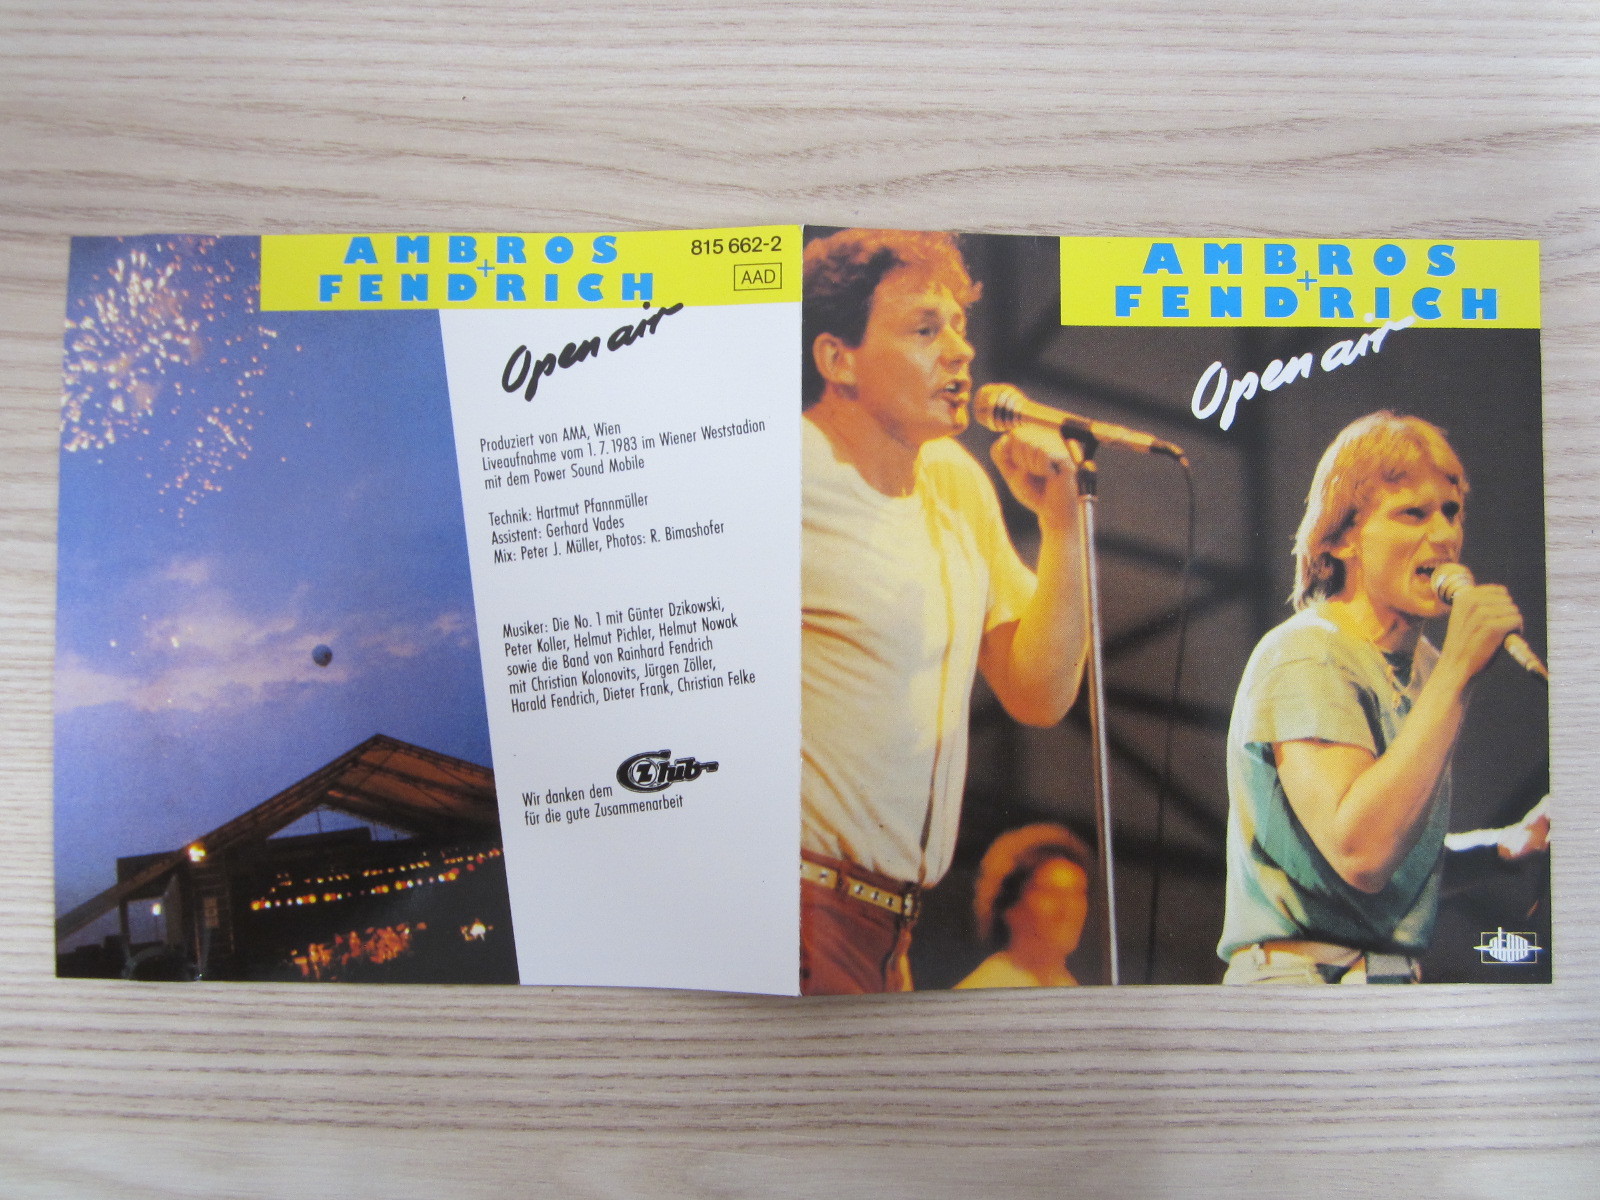 AMBROS
+
FENDRICH
815 662-2
AAD
Open air
Produziert von AMA, Wien
Liveaufnahme vom 1.7.1983 im Wiener Weststadion
mit dem Power Sound Mobile
Technik: Hartmut Pfannmüller
Assistent: Gerhard Vades
Mix: Peter J. Müller, Photos: R. Bimashofer
Musiker: Die No. 1 mit Günter Dzikowski,
Peter Koller, Helmut Pichler, Helmut Nowak
sowie die Band von Rainhard Fendrich
mit Christian Kolonovits, Jürgen Zöller,
Harald Fendrich, Dieter Frank, Christian Felke
Z Club
Wir danken dem
für die gute Zusammenarbeit
AMBROS
+
FENDRICH
Open air
atom